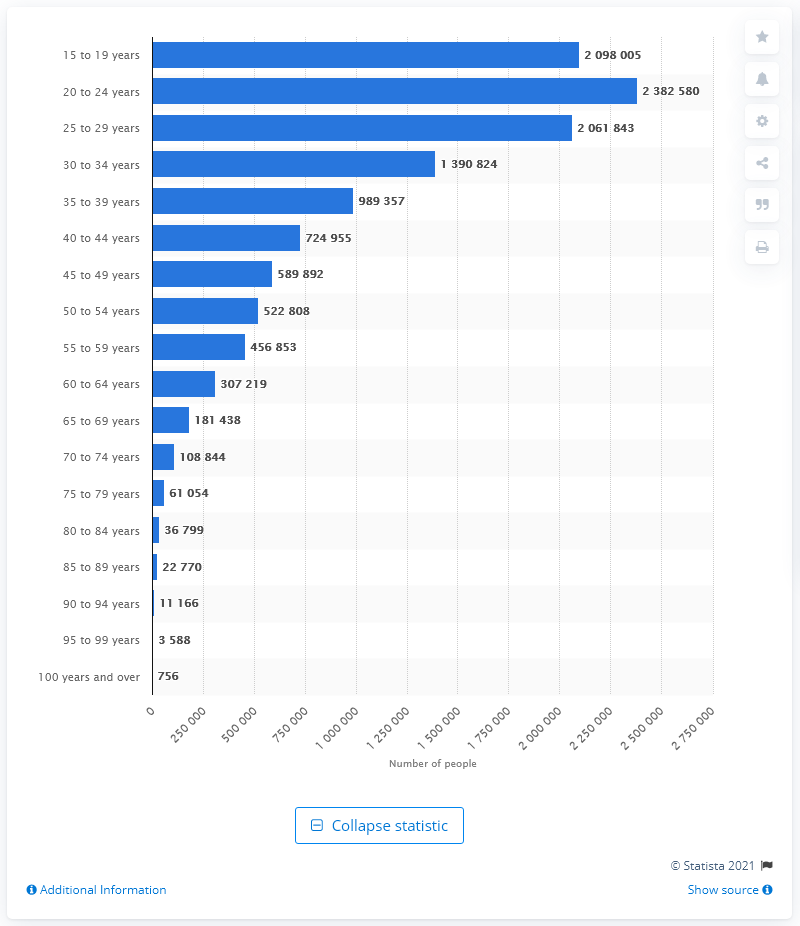 15 to 19 years 2 098 005
20 to 24 years 2 382 580
25 to 29 years 2 061 843
30 to 34 years 1 390 824
35 to 39 years 989 357
40 to 44 years 724 955
45 to 49 years 589 892
50 to 54 years 522 808
55 to 59 years 456 853
60 to 64 years 307 219
65 to 69 years 181 438
70 to 74 years 108 844
75 to 79 years 61 054
80 to 84 years 36 799
85 to 89 years 22 770
90 to 94 years 11 166
95 to 99 years 3 588
100 years and over 756
0 250 000 500 000 750 000 1 000 000 1 250 000 1 500 000 1 750 000 2 000 000 2 250 000 2 500 000 2 750 000
Number of people
Collapse statistic
© Statista 2021
Additional Information Show source